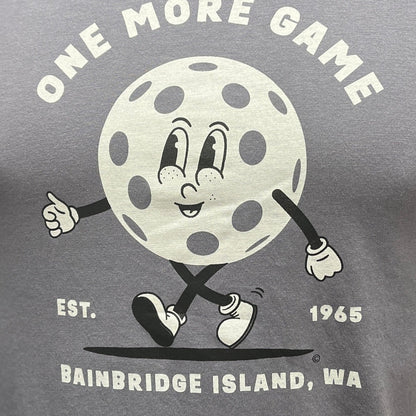 ONE MORE GAME
EST. 1965
©
BAINBRIDGE ISLAND, WA